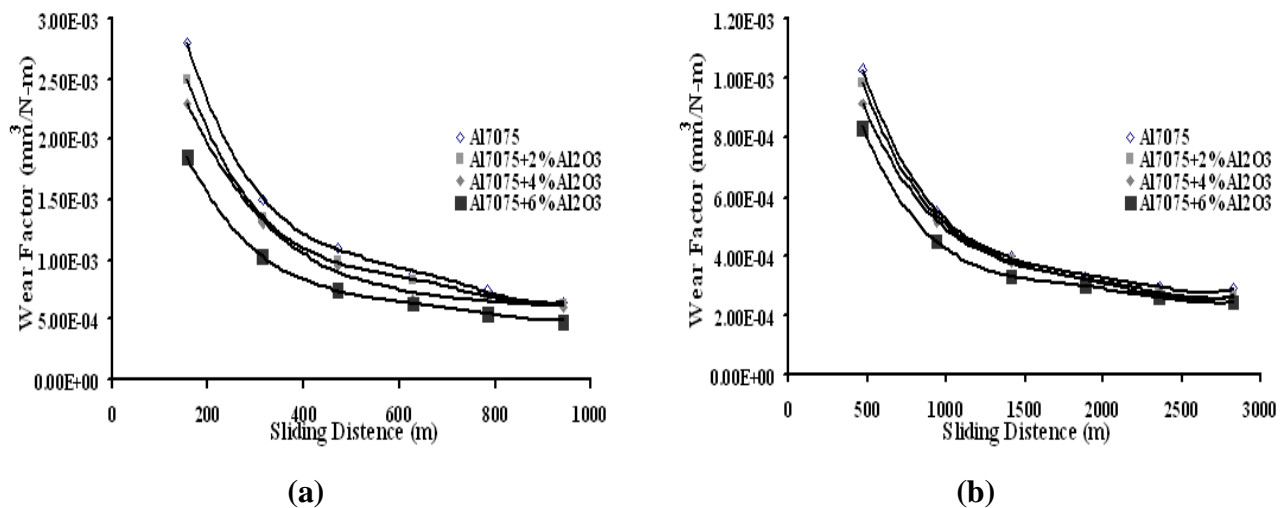 3.00E-03
2.50E-03
2.00E-03
1.50E-03
1.00E-03
5.00E-04
0.00E+00
Wear Factor (mm3/N-m)
0 200 400 600 800 1000
Sliding Distence (m)
Al7075
Al7075+2%Al2O3
Al7075+4%Al2O3
Al7075+6%Al2O3
(a)
1.20E-03
1.00E-03
8.00E-04
6.00E-04
4.00E-04
2.00E-04
0.00E+00
Wear Factor (mm3/N-m)
0 500 1000 1500 2000 2500 3000
Sliding Distence (m)
Al7075
Al7075+2%Al2O3
Al7075+4%Al2O3
Al7075+6%Al2O3
(b)